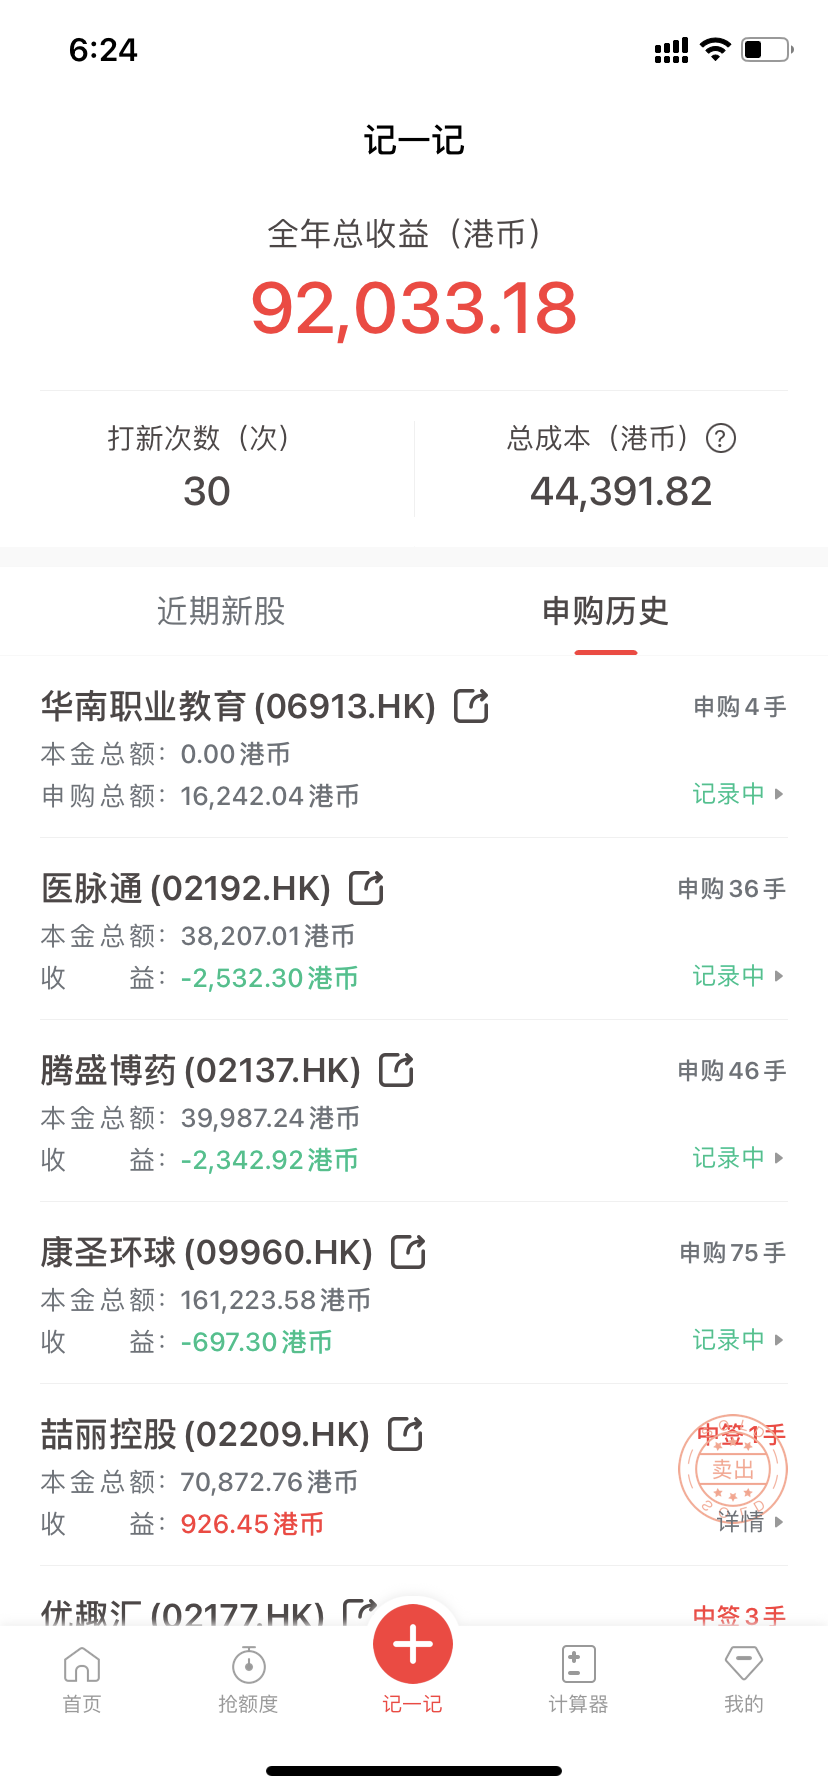 6:24
记一记
全年总收益（港币）
92,033.18
打新次数（次）
30
总成本（港币）?
44,391.82
近期新股
申购历史
华南职业教育(06913.HK)
申购4手
本金总额：0.00港币
申购总额：16,242.04港币
记录中
医脉通(02192.HK)
申购36手
本金总额：38,207.01港币
收益：-2,532.30港币
记录中
腾盛博药(02137.HK)
申购46手
本金总额：39,987.24港币
收益：-2,342.92港币
记录中
康圣环球(09960.HK)
申购75手
本金总额：161,223.58港币
收益：-697.30港币
记录中
喆丽控股(02209.HK)
中签1手
SOLD
卖出
SOLD
本金总额：70,872.76港币
收益：926.45港币
详情
优趣汇(02177.HK)
中签3手
首页
抢额度
记一记
计算器
我的